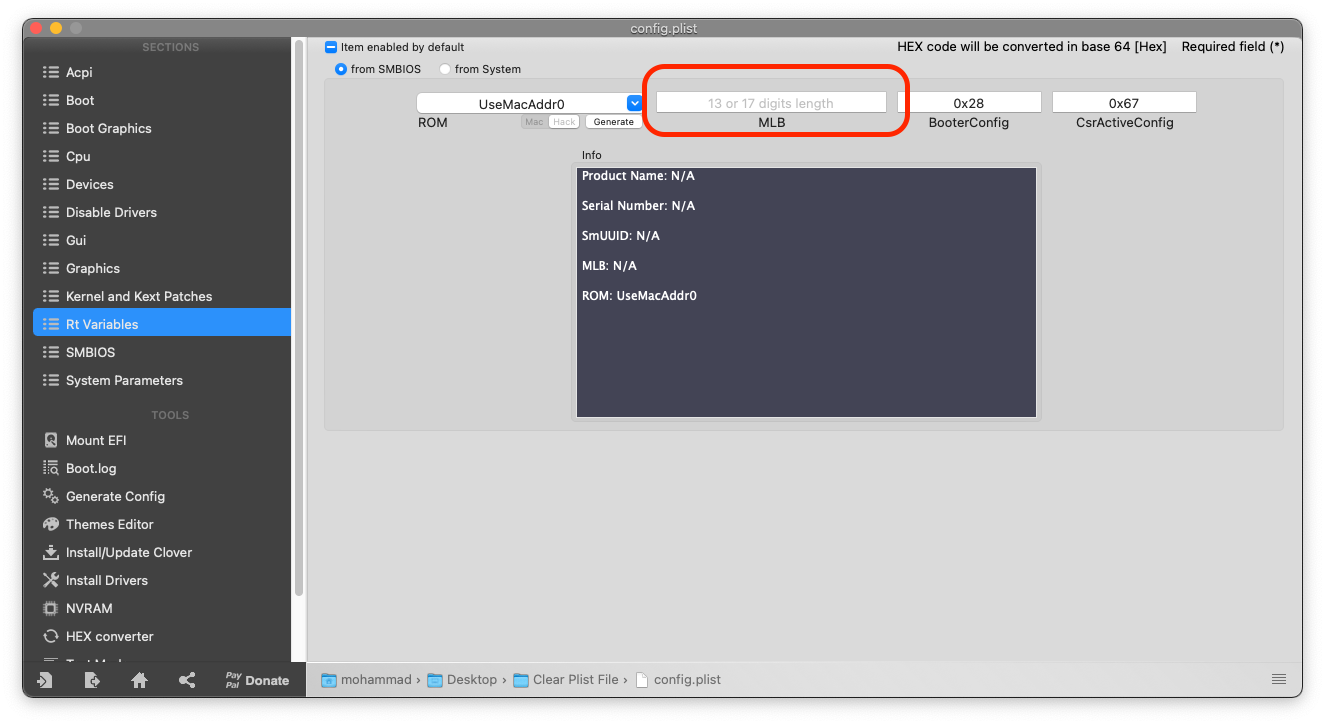 config.plist
SECTIONS
Acpi
Boot
Boot Graphics
Cpu
Devices
Disable Drivers
Gui
Graphics
Kernel and Kext Patches
Rt Variables
SMBIOS
System Parameters
TOOLS
Mount EFI
Boot.log
Generate Config
Themes Editor
Install/Update Clover
Install Drivers
NVRAM
HEX converter
Pay Pal Donate
Item enabled by default
HEX code will be converted in base 64 [Hex] Required field (*)
from SMBIOS from System
UseMacAddr0 13 or 17 digits length 0x28 0x67
ROM Mac Hack Generate MLB BooterConfig CsrActiveConfig
Info
Product Name: N/A
Serial Number: N/A
SmUUID: N/A
MLB: N/A
ROM: UseMacAddr0
mohammad › Desktop › Clear Plist File › config.plist